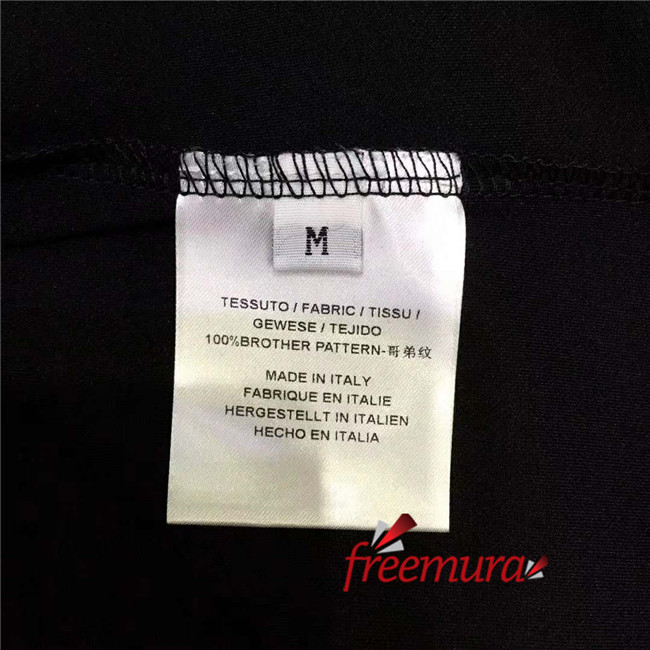 M
TESSUTO / FABRIC / TISSU /
GEWESE / TEJIDO
100%BROTHER PATTERN-哥弟纹
MADE IN ITALY
FABRIQUE EN ITALIE
HERGESTELLT IN ITALIEN
HECHO EN ITALIA
freemura